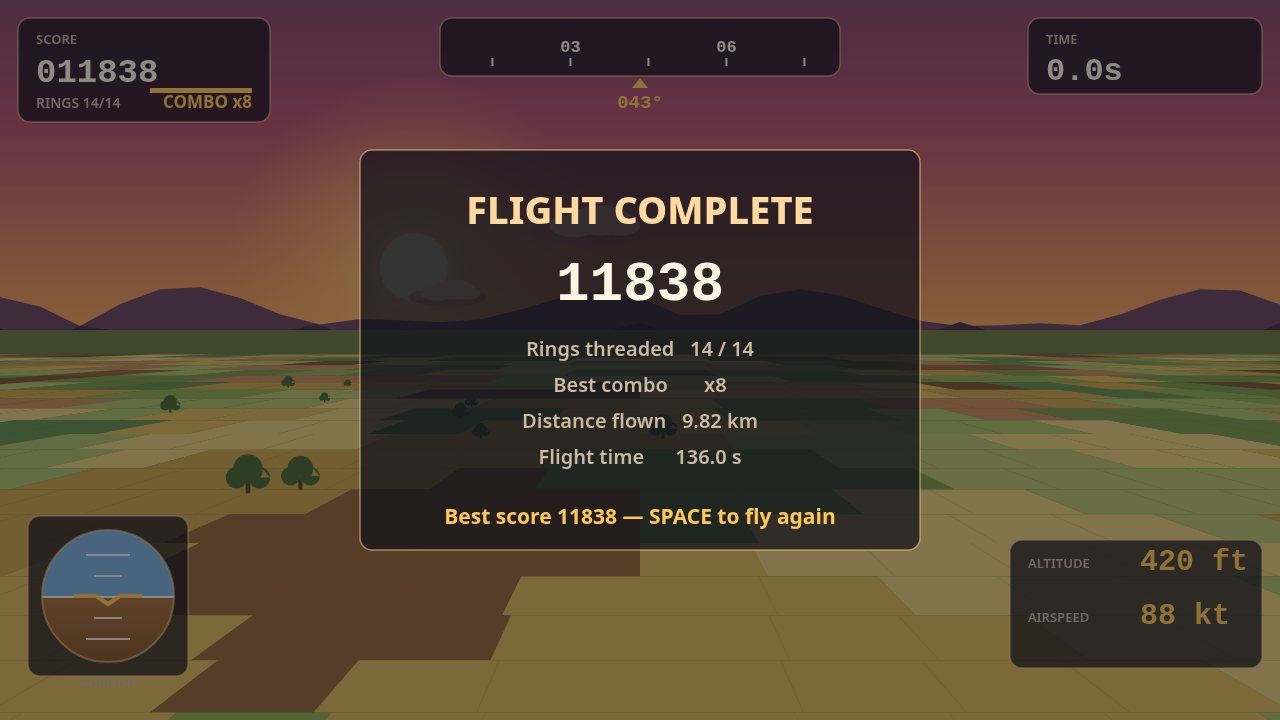 SCORE
011838
RINGS 14/14 COMBO x8
03 06
043°
TIME
0.0s
FLIGHT COMPLETE
11838
Rings threaded 14 / 14
Best combo x8
Distance flown 9.82 km
Flight time 136.0 s
Best score 11838 — SPACE to fly again
ALTITUDE 420 ft
AIRSPEED 88 kt